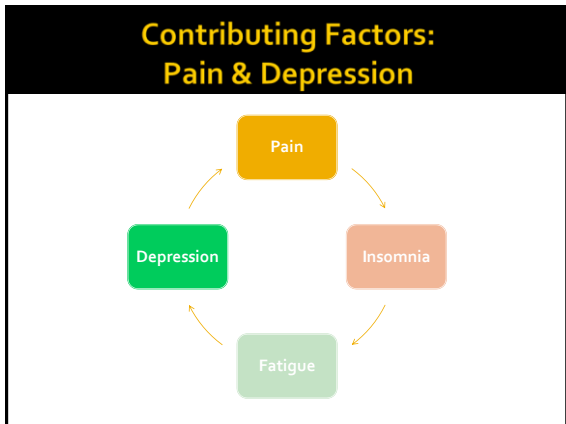 Contributing Factors:
Pain & Depression
Pain
Depression
Insomnia
Fatigue